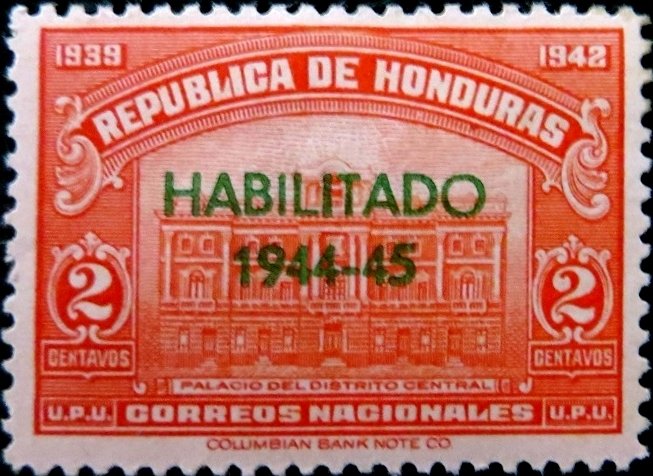 1939 1942
REPUBLICA DE HONDURAS
HABILITADO
1944-45
2 2
CENTAVOS CENTAVOS
PALACIO DEL DISTRITO CENTRAL
U.P.U. CORREOS NACIONALES U.P.U.
COLUMBIAN BANK NOTE CO.